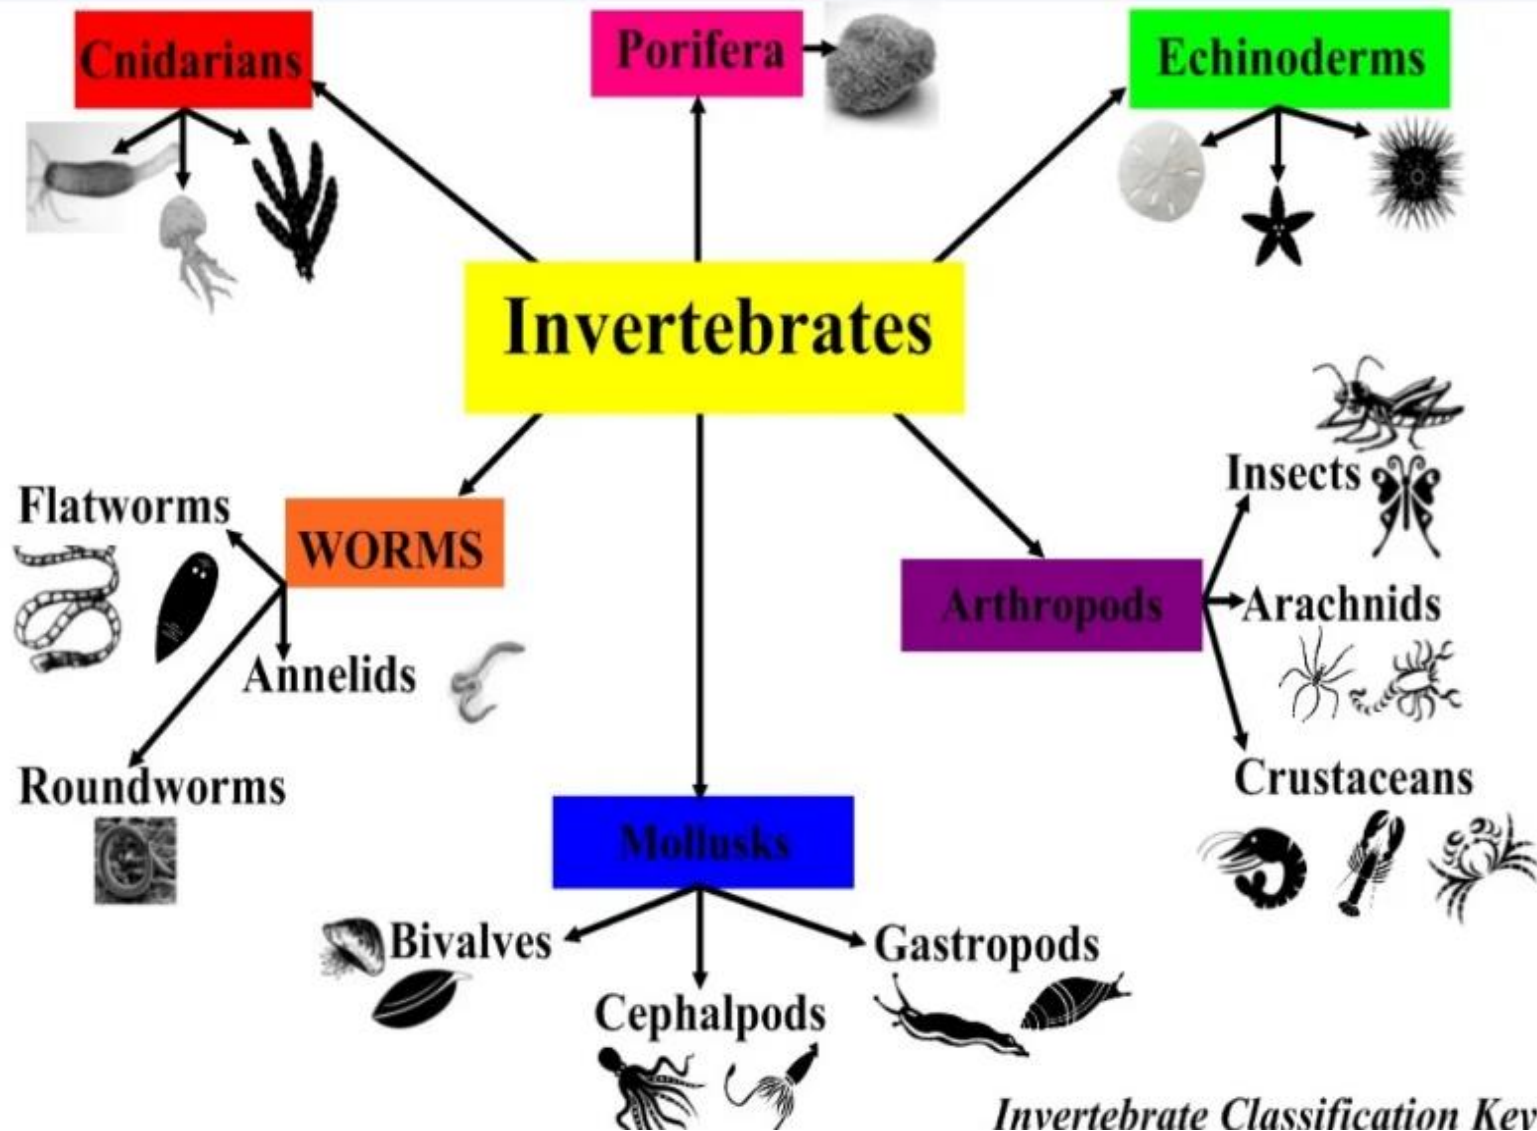 Cnidarians
Porifera
Echinoderms
Invertebrates
Insects
Flatworms
WORMS
Arthropods
Arachnids
Annelids
Roundworms
Crustaceans
Mollusks
Bivalves
Gastropods
Cephalpods
Invertebrate Classification Key